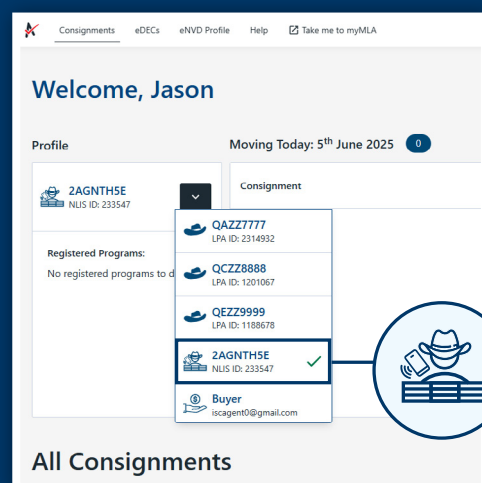 Consignments eDECs eNVD Profile Help Take me to myMLA
Welcome, Jason
Profile
Moving Today: 5th June 2025 0
2AGNTH5E
NLIS ID: 233547
Consignment
Registered Programs:
No registered programs to d
QAZZ7777
LPA ID: 2314932
QCZZ8888
LPA ID: 1201067
QEZZ9999
LPA ID: 1188678
2AGNTH5E
NLIS ID: 233547
Buyer
iscagent0@gmail.com
All Consignments